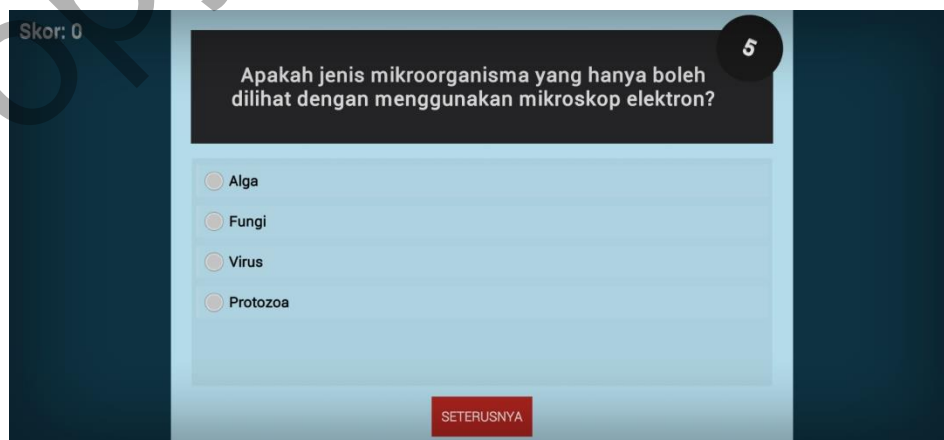 Skor: 0
5
Apakah jenis mikroorganisma yang hanya boleh
dilihat dengan menggunakan mikroskop elektron?
Alga
Fungi
Virus
Protozoa
SETERUSNYA